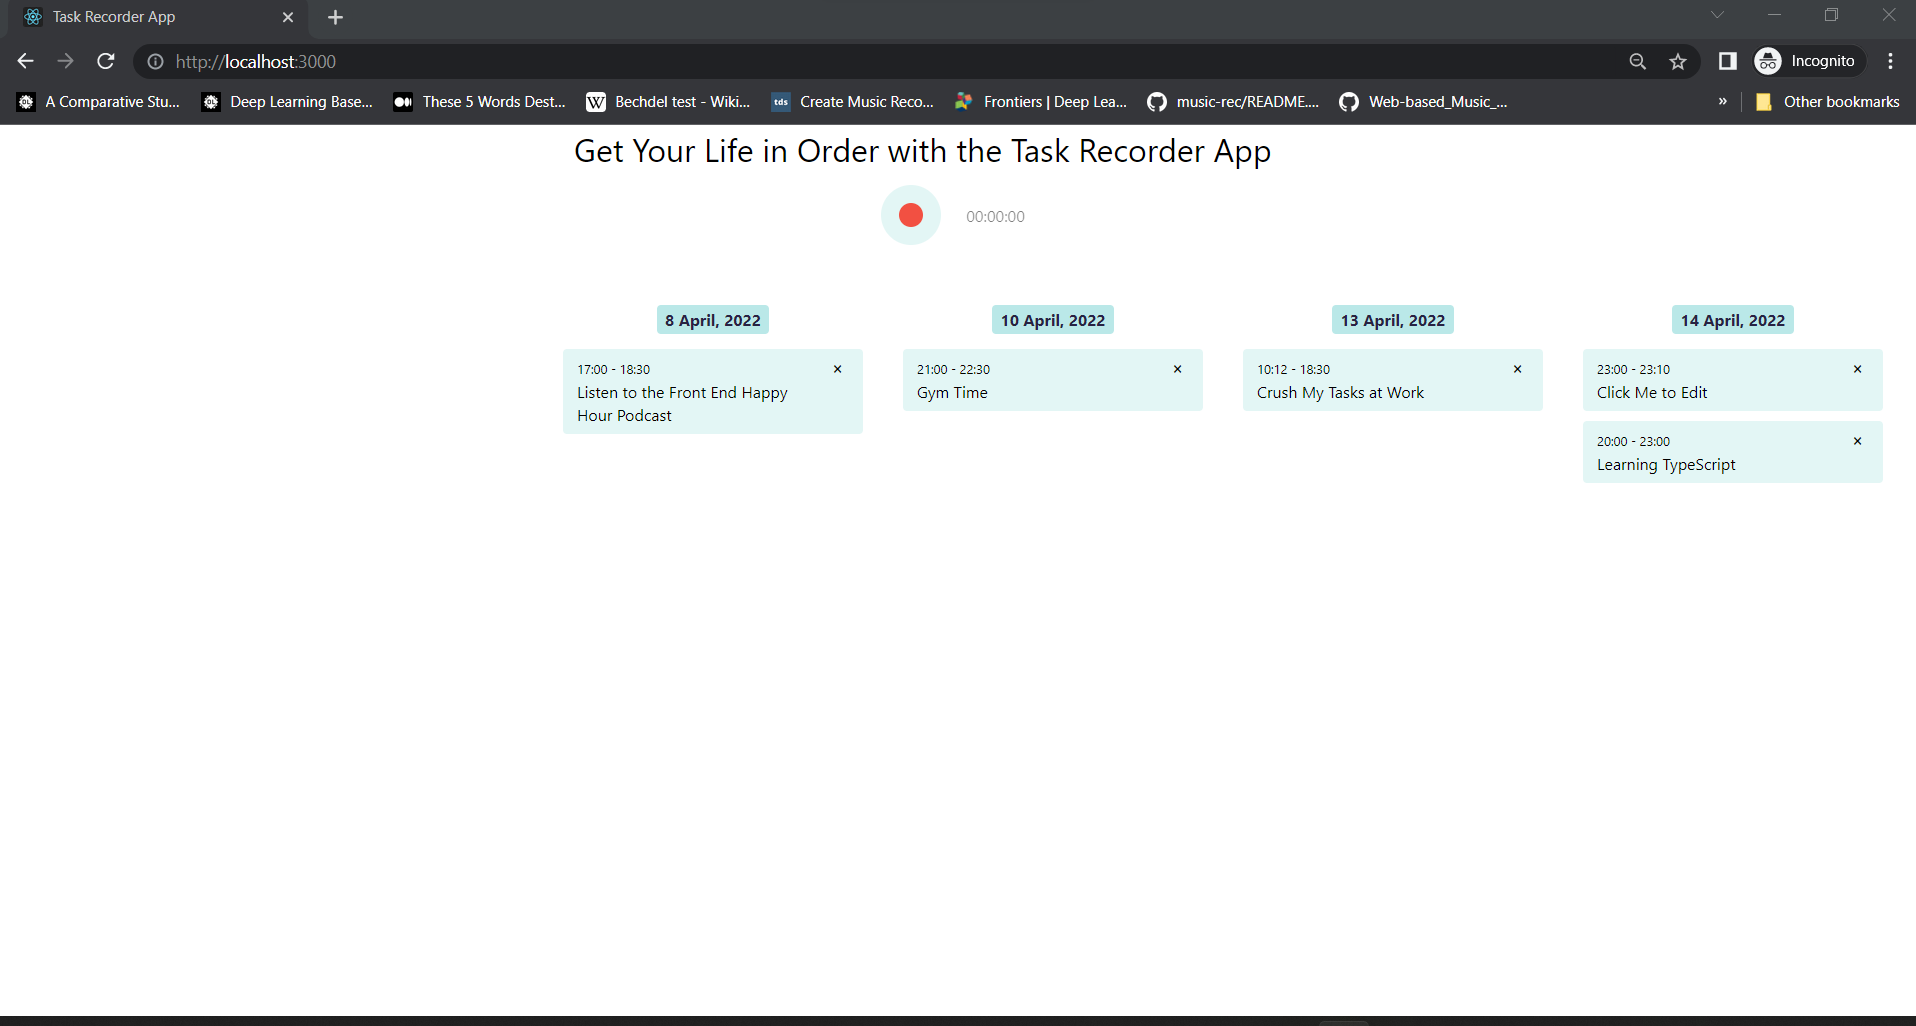 Task Recorder App
http://localhost:3000
Incognito
A Comparative Stu...
Deep Learning Base...
These 5 Words Dest...
Bechdel test - Wiki...
tds
Create Music Reco...
Frontiers | Deep Lea...
music-rec/README....
Web-based_Music_...
»
Other bookmarks
Get Your Life in Order with the Task Recorder App
00:00:00
8 April, 2022
17:00 - 18:30
Listen to the Front End Happy
Hour Podcast
10 April, 2022
21:00 - 22:30
Gym Time
13 April, 2022
10:12 - 18:30
Crush My Tasks at Work
14 April, 2022
23:00 - 23:10
Click Me to Edit
20:00 - 23:00
Learning TypeScript